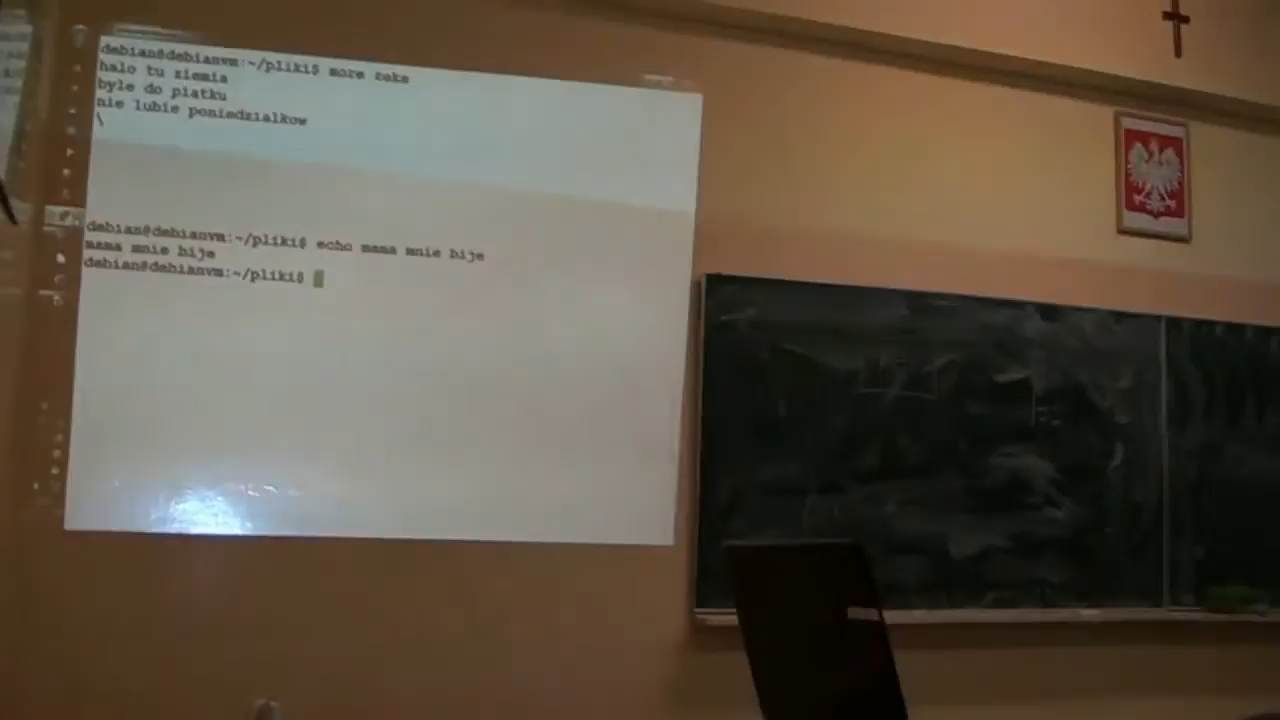 debian@debianvm:~/pliki$ more teks
halo tu ziemia
byle do piatku
nie lubie poniedzialkow
\
debian@debianvm:~/pliki$ echo mama mnie bije
mama mnie bije
debian@debianvm:~/pliki$